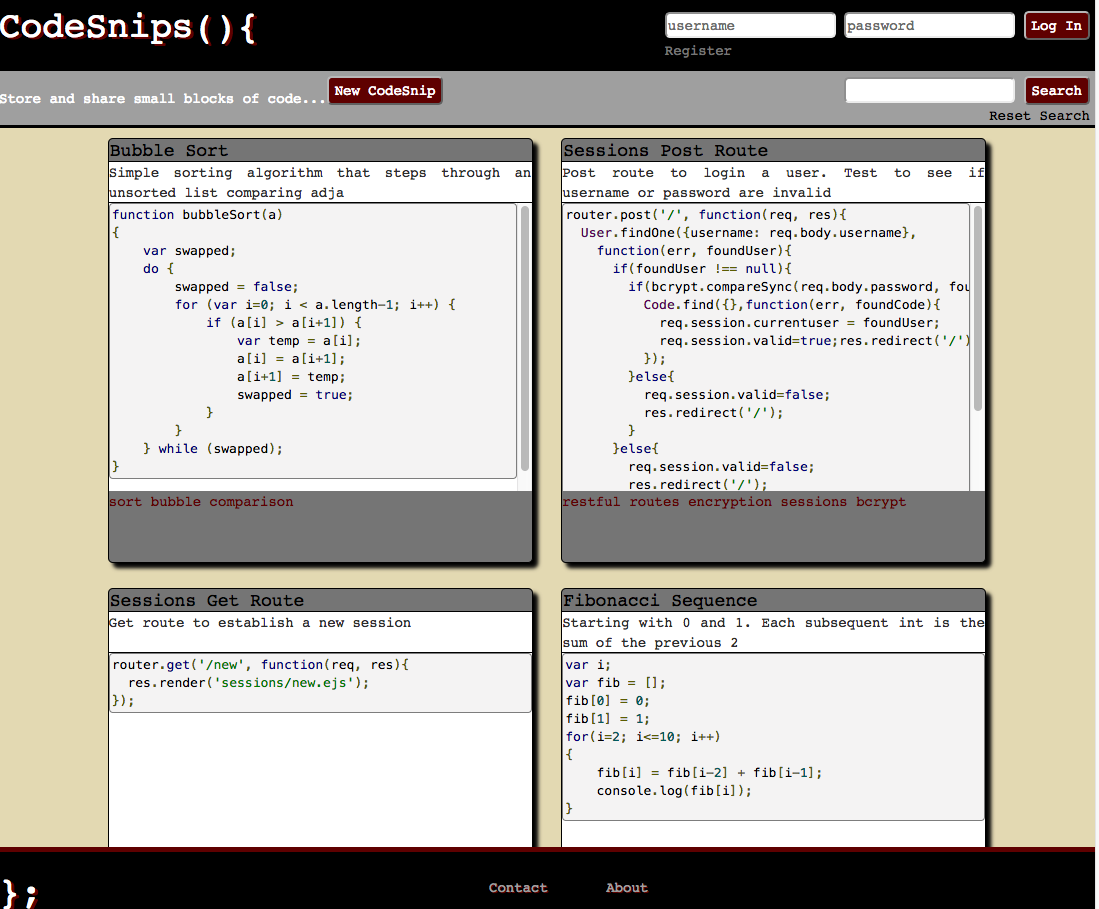 CodeSnips(){
username password Log In
Register
Store and share small blocks of code... New CodeSnip Search
Reset Search
Bubble Sort
Simple sorting algorithm that steps through an
unsorted list comparing adja
function bubbleSort(a)
{
    var swapped;
    do {
        swapped = false;
        for (var i=0; i < a.length-1; i++) {
            if (a[i] > a[i+1]) {
                var temp = a[i];
                a[i] = a[i+1];
                a[i+1] = temp;
                swapped = true;
            }
        }
    } while (swapped);
}
sort bubble comparison
Sessions Post Route
Post route to login a user. Test to see if
username or password are invalid
router.post('/', function(req, res){
  User.findOne({username: req.body.username},
    function(err, foundUser){
      if(foundUser !== null){
        if(bcrypt.compareSync(req.body.password, fou
          Code.find({},function(err, foundCode){
            req.session.currentuser = foundUser;
            req.session.valid=true;res.redirect('/')
          });
        }else{
          req.session.valid=false;
          res.redirect('/');
        }
      }else{
        req.session.valid=false;
        res.redirect('/');
restful routes encryption sessions bcrypt
Sessions Get Route
Get route to establish a new session
router.get('/new', function(req, res){
  res.render('sessions/new.ejs');
});
Fibonacci Sequence
Starting with 0 and 1. Each subsequent int is the
sum of the previous 2
var i;
var fib = [];
fib[0] = 0;
fib[1] = 1;
for(i=2; i<=10; i++)
{
    fib[i] = fib[i-2] + fib[i-1];
    console.log(fib[i]);
}
};
Contact About